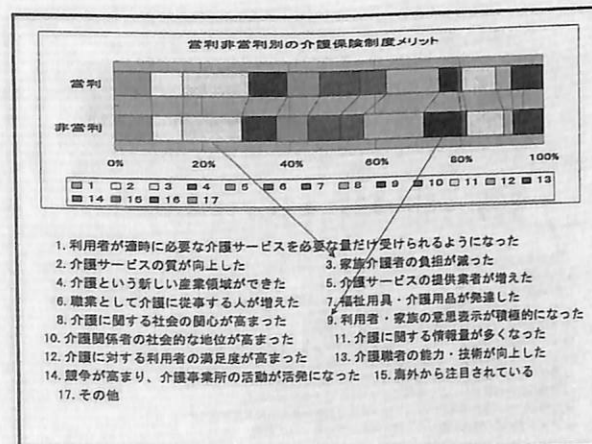 営利非営利別の介護保険制度メリット
営利
非営利
0% 20% 40% 60% 80% 100%
1 2 3 4 5 6 7 8 9 10 11 12 13
14 15 16 17
1. 利用者が適時に必要な介護サービスを必要な量だけ受けられるようになった
2. 介護サービスの質が向上した 3. 家族介護者の負担が減った
4. 介護という新しい産業領域ができた 5. 介護サービスの提供業者が増えた
6. 職業として介護に従事する人が増えた 7. 福祉用具・介護用品が発達した
8. 介護に関する社会の関心が高まった 9. 利用者・家族の意思表示が積極的になった
10. 介護関係者の社会的な地位が高まった 11. 介護に関する情報量が多くなった
12. 介護に対する利用者の満足度が高まった 13. 介護職者の能力・技術が向上した
14. 競争が高まり、介護事業所の活動が活発になった 15. 海外から注目されている
17. その他